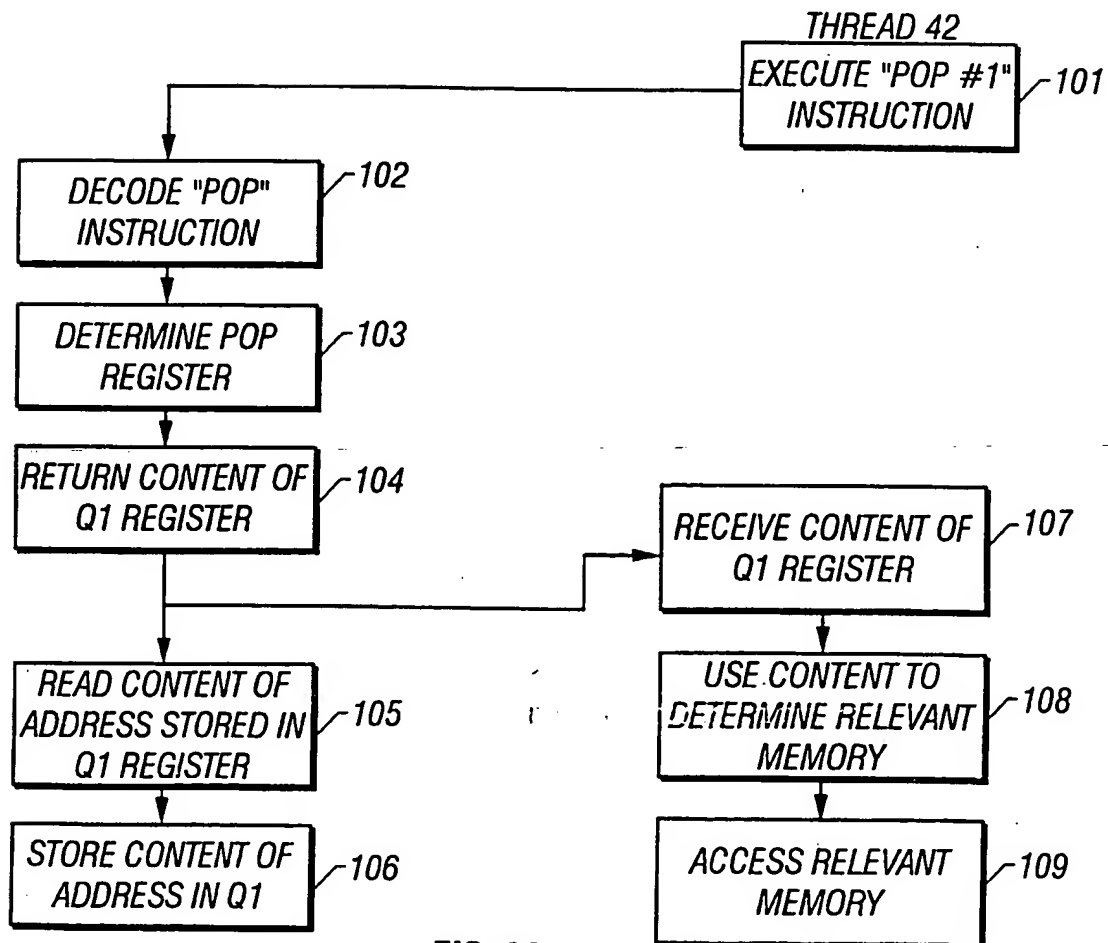 THREAD 42
EXECUTE "POP #1"
INSTRUCTION
101
DECODE "POP"
INSTRUCTION
102
DETERMINE POP
REGISTER
103
RETURN CONTENT OF
Q1 REGISTER
104
RECEIVE CONTENT OF
Q1 REGISTER
107
READ CONTENT OF
ADDRESS STORED IN
Q1 REGISTER
105
USE CONTENT TO
DETERMINE RELEVANT
MEMORY
108
STORE CONTENT OF
ADDRESS IN Q1
106
ACCESS RELEVANT
MEMORY
109